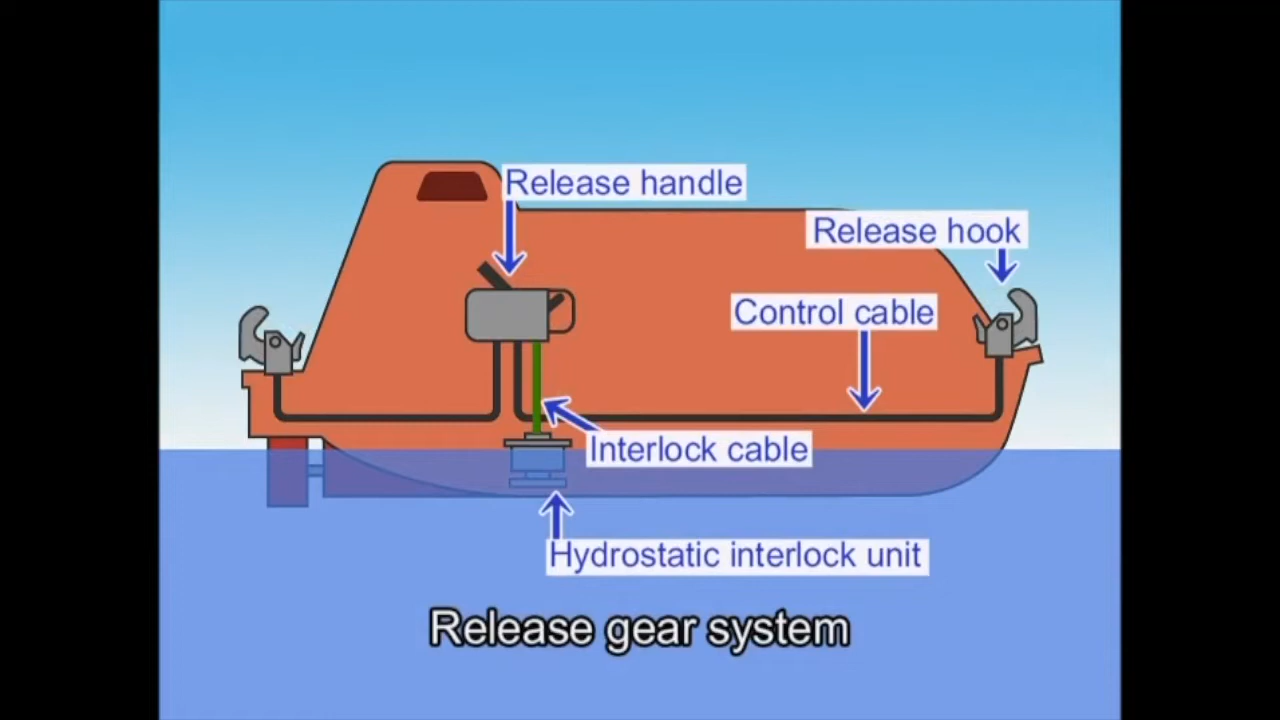 Release handle
Release hook
Control cable
Interlock cable
Hydrostatic interlock unit
Release gear system